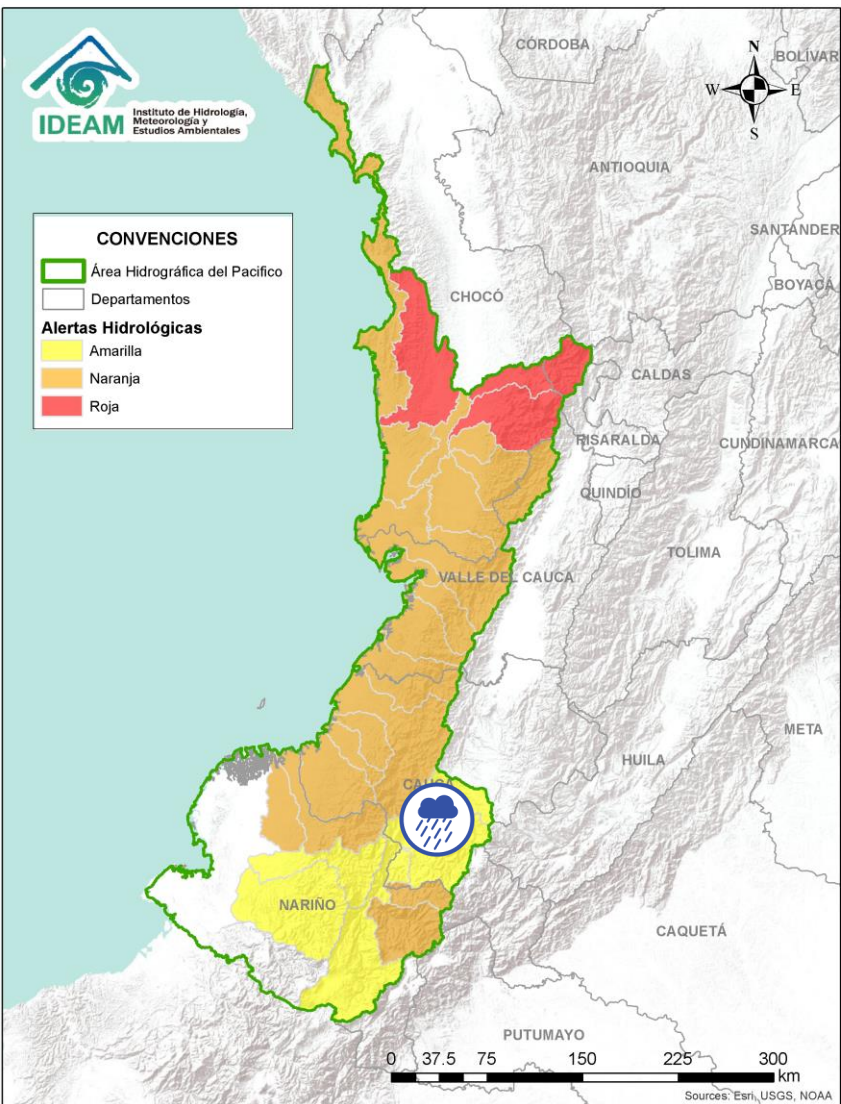 IDEAM
Instituto de Hidrología,
Meteorología y
Estudios Ambientales
CÓRDOBA
BOLÍVAR
N
W
E
S
ANTIOQUIA
SANTANDER
BOYACÁ
CONVENCIONES
Área Hidrográfica del Pacifico
Departamentos
Alertas Hidrológicas
Amarilla
Naranja
Roja
CHOCÓ
CALDAS
RISARALDA
CUNDINAMARCA
QUINDÍO
TOLIMA
VALLE DEL CAUCA
META
HUILA
CAUCA
NARIÑO
CAQUETÁ
PUTUMAYO
0 37.5 75 150 225 300
km
Sources: Esri, USGS, NOAA